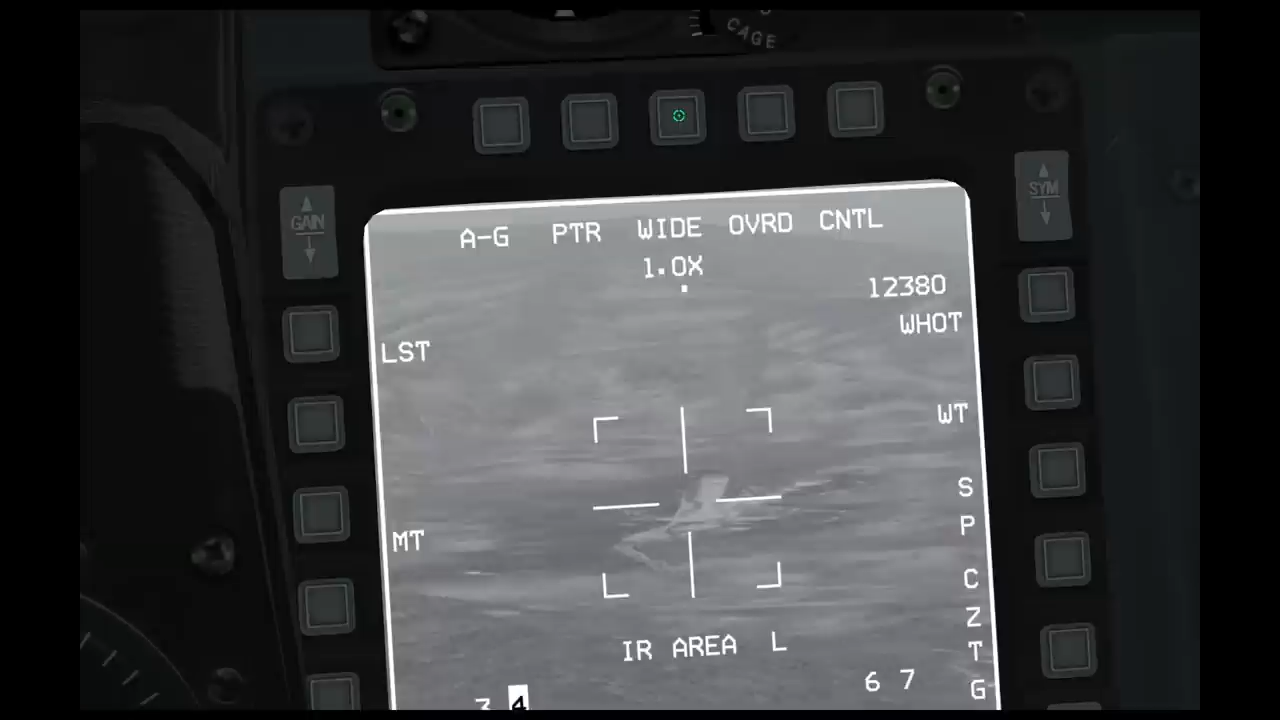 CAGE
GAIN
SYM
A-G PTR WIDE OVRD CNTL
1.0X
12380
WHOT
LST
WT
S
P
MT
C
Z
IR AREA L
T
6 7
G
3 4